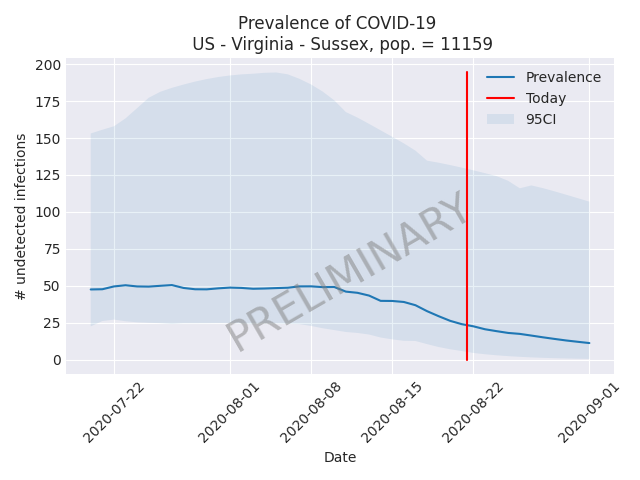 Prevalence of COVID-19
US - Virginia - Sussex, pop. = 11159
# undetected infections
200
175
150
125
100
75
50
25
0
Prevalence
Today
95CI
PRELIMINARY
2020-07-22
2020-08-01
2020-08-08
2020-08-15
2020-08-22
2020-09-01
Date